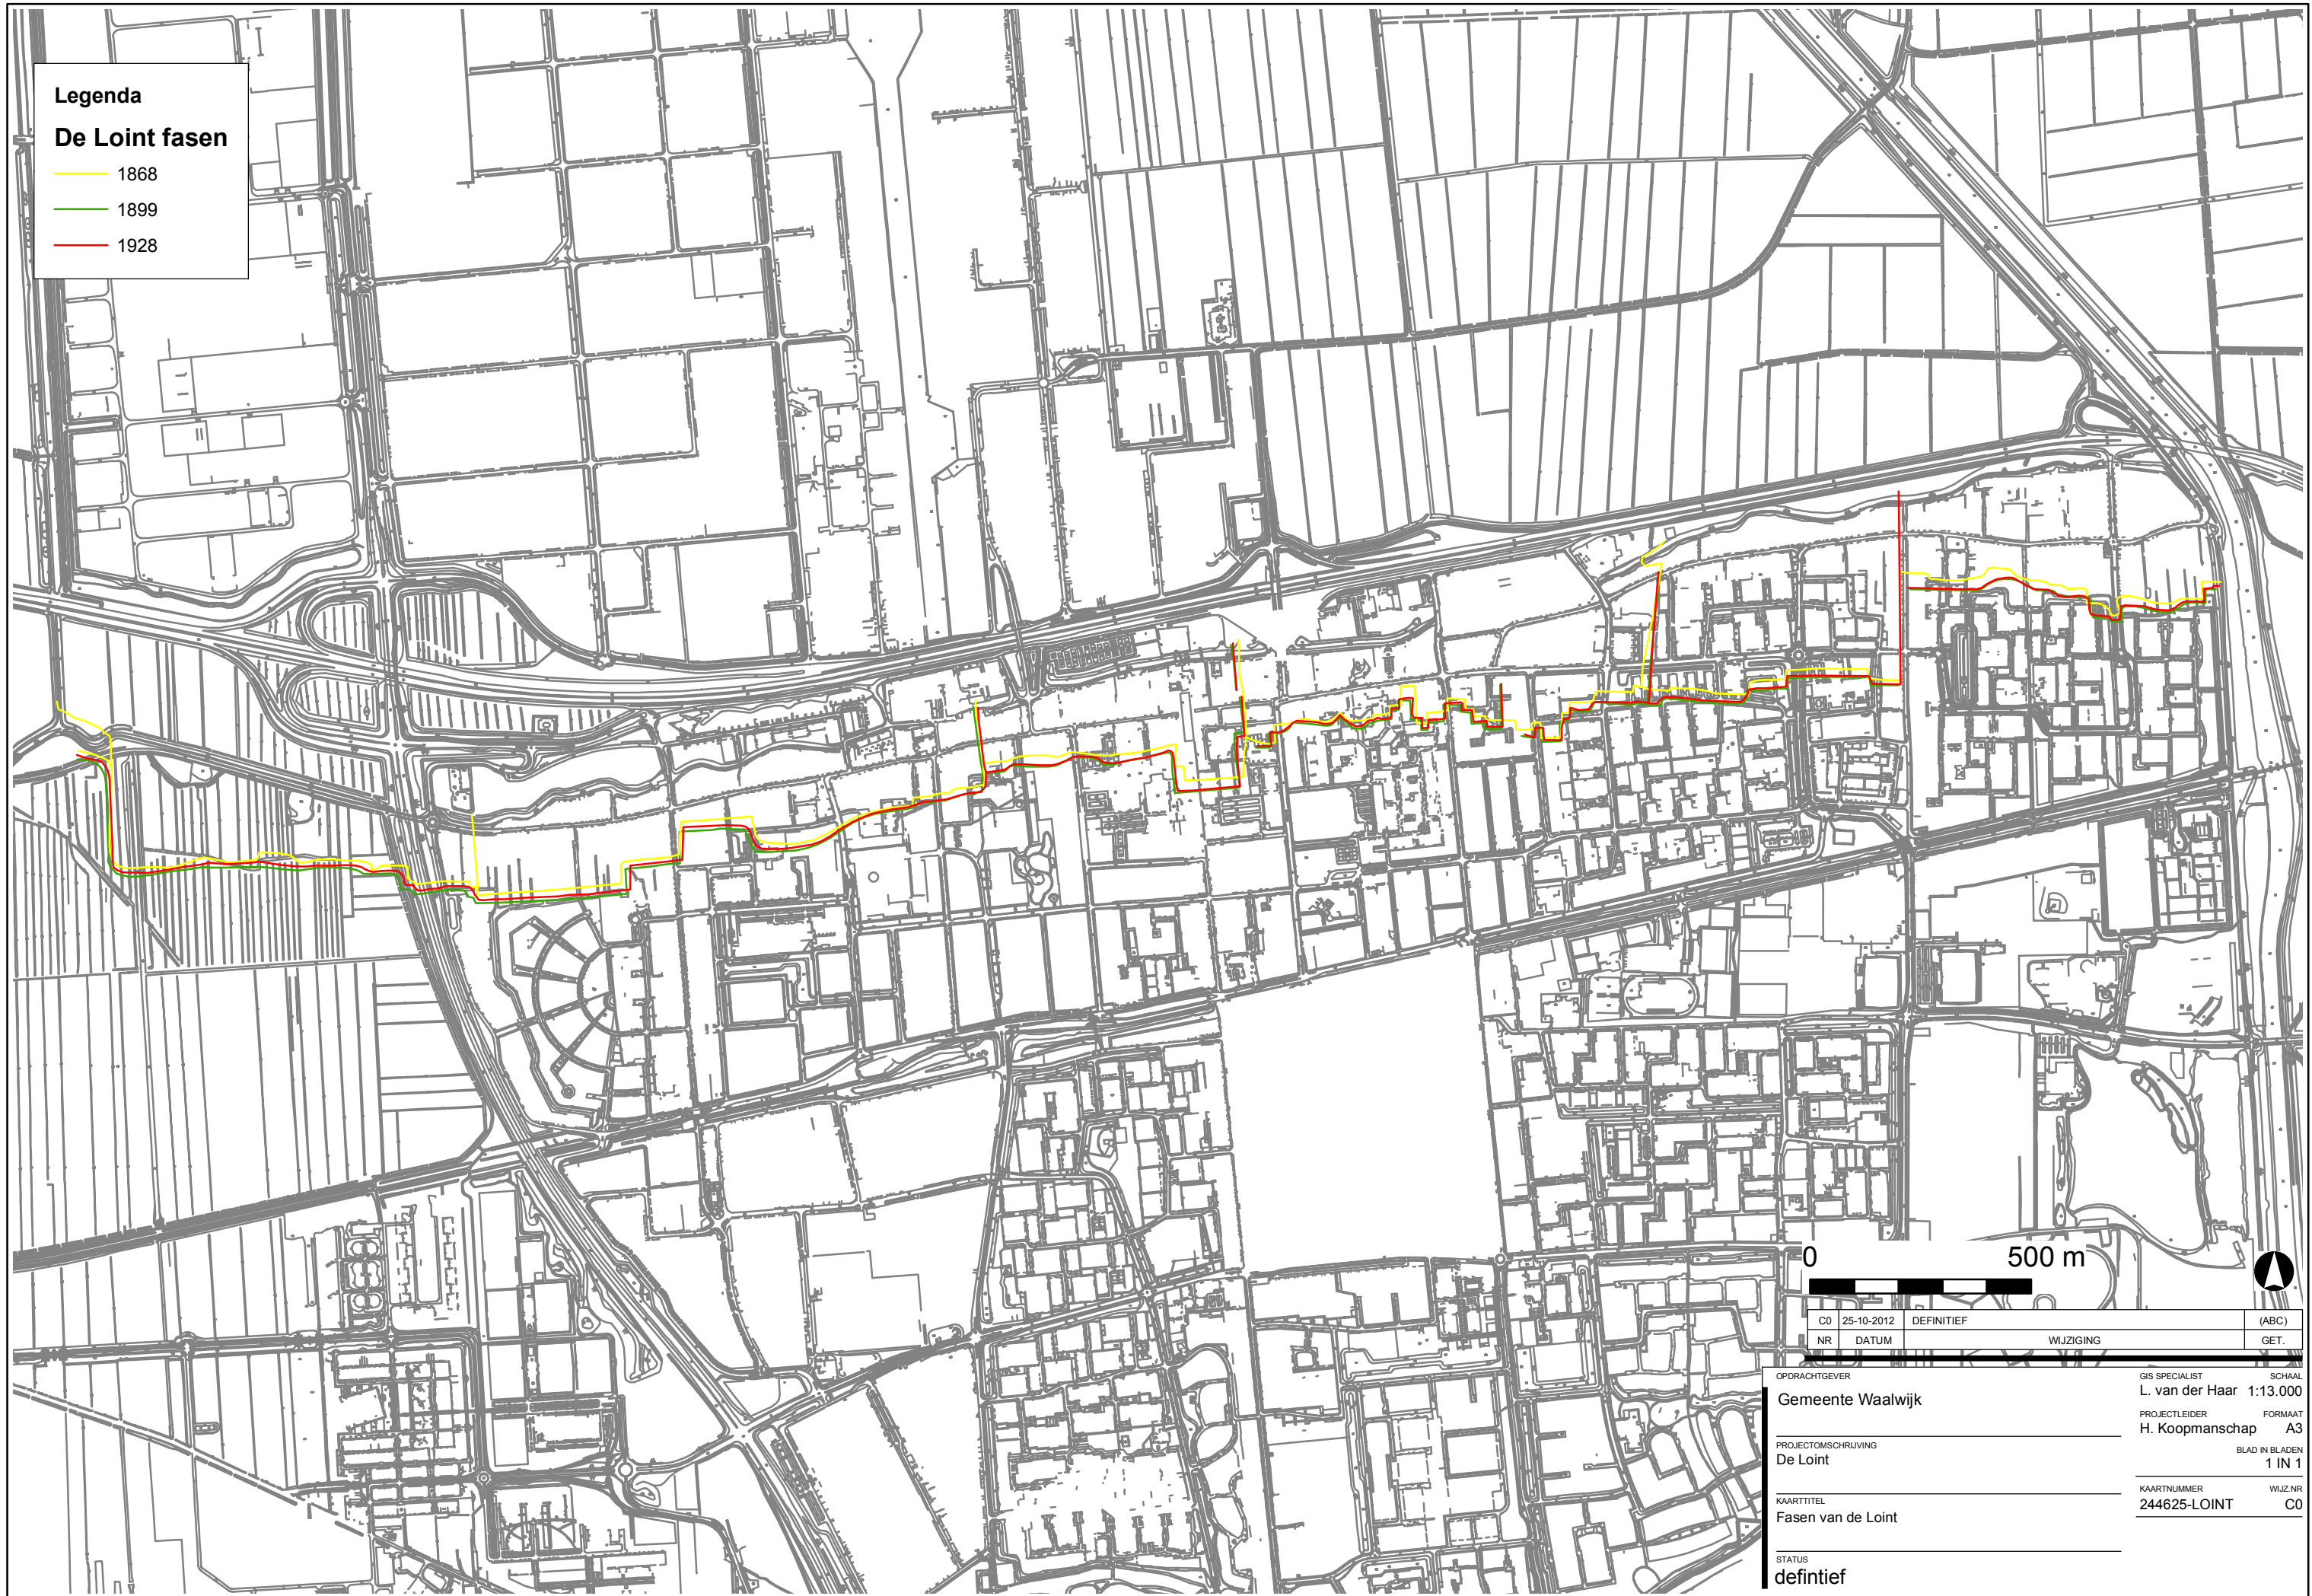 Legenda
De Loint fasen
1868
1899
1928
0 500 m
C0 25-10-2012 DEFINITIEF (ABC)
NR DATUM WIJZIGING GET.
OPDRACHTGEVER
Gemeente Waalwijk
PROJECTOMSCHRIJVING
De Loint
KAARTTITEL
Fasen van de Loint
STATUS
defintief
GIS SPECIALIST SCHAAL
L. van der Haar 1:13.000
PROJECTLEIDER FORMAAT
H. Koopmanschap A3
BLAD IN BLADEN
1 IN 1
KAARTNUMMER WIJZ.NR
244625-LOINT C0